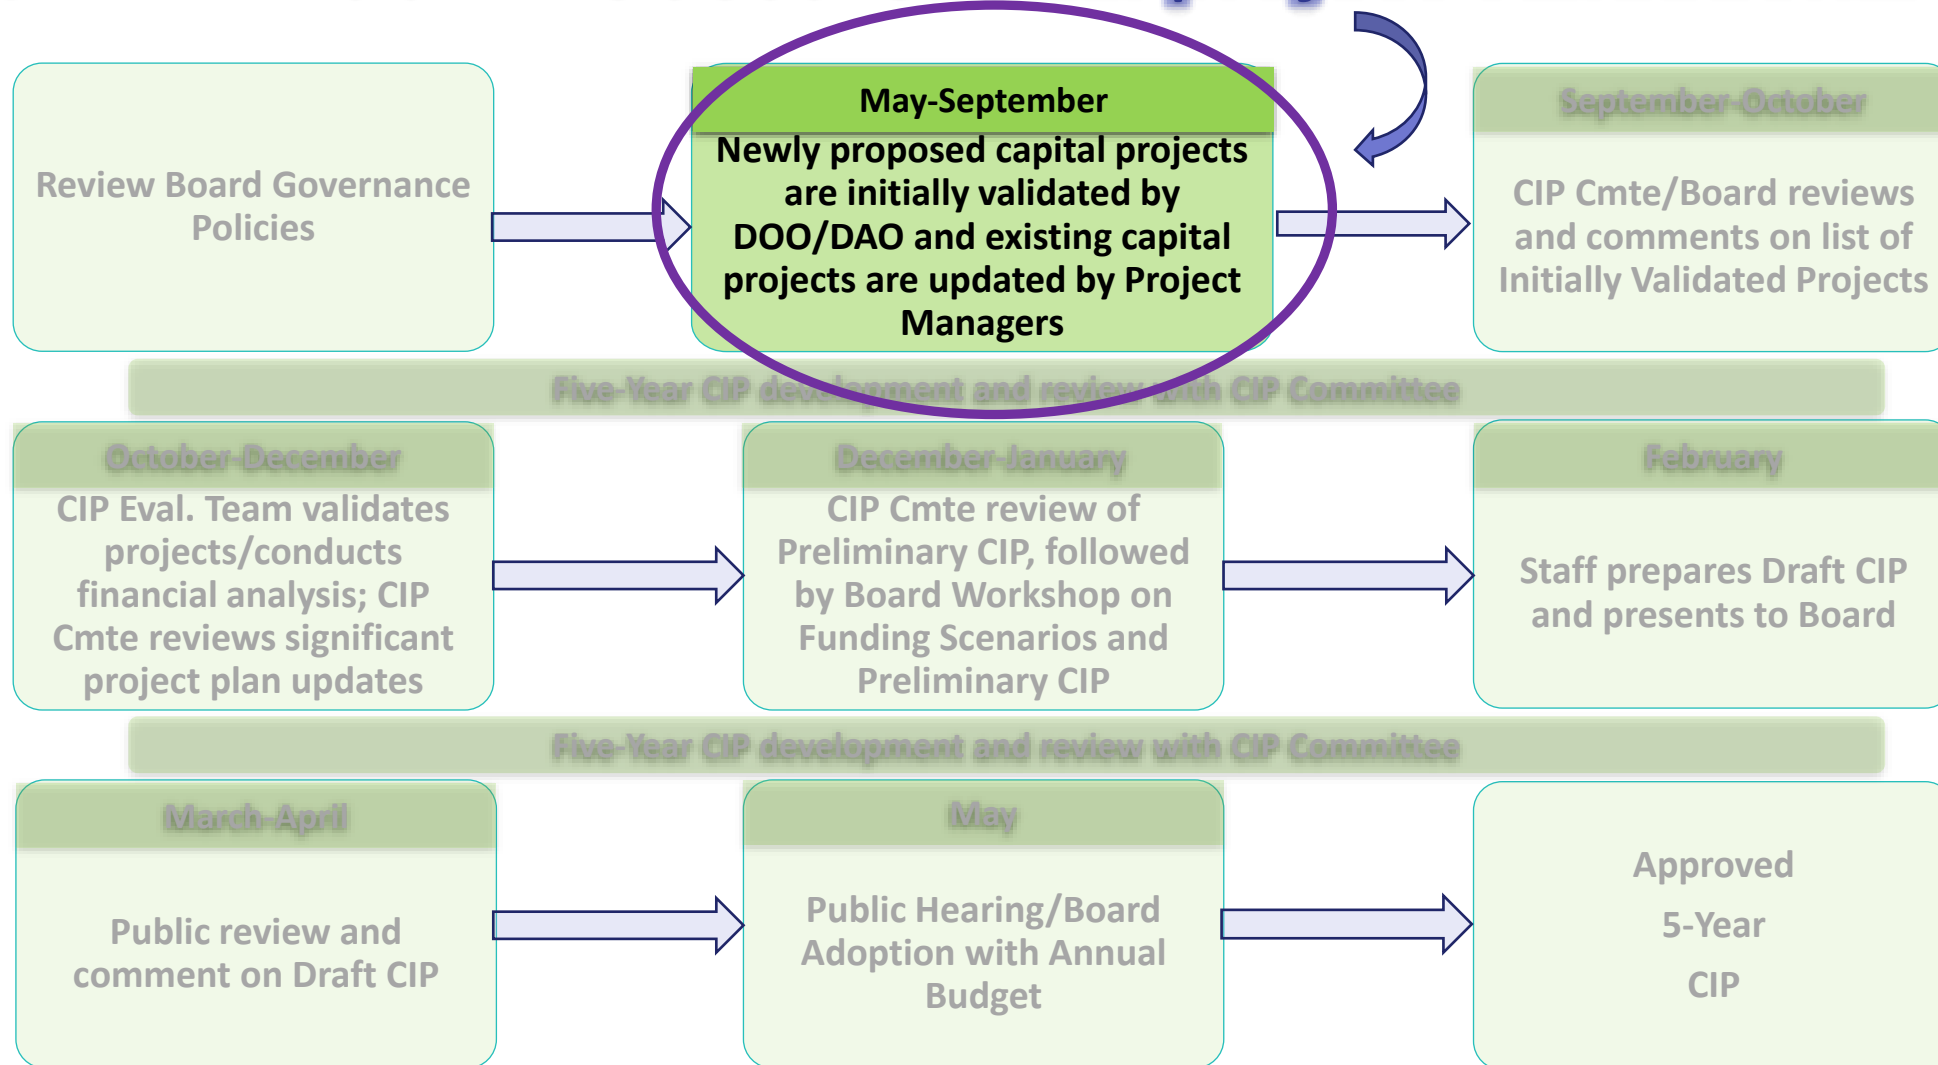 Review Board Governance
Policies
May-September
Newly proposed capital projects
are initially validated by
DOO/DAO and existing capital
projects are updated by Project
Managers
September-October
CIP Cmte/Board reviews
and comments on list of
Initially Validated Projects
Five-Year CIP development and review with CIP Committee
October-December
CIP Eval. Team validates
projects/conducts
financial analysis; CIP
Cmte reviews significant
project plan updates
December-January
CIP Cmte review of
Preliminary CIP, followed
by Board Workshop on
Funding Scenarios and
Preliminary CIP
February
Staff prepares Draft CIP
and presents to Board
Five-Year CIP development and review with CIP Committee
March-April
Public review and
comment on Draft CIP
May
Public Hearing/Board
Adoption with Annual
Budget
Approved
5-Year
CIP